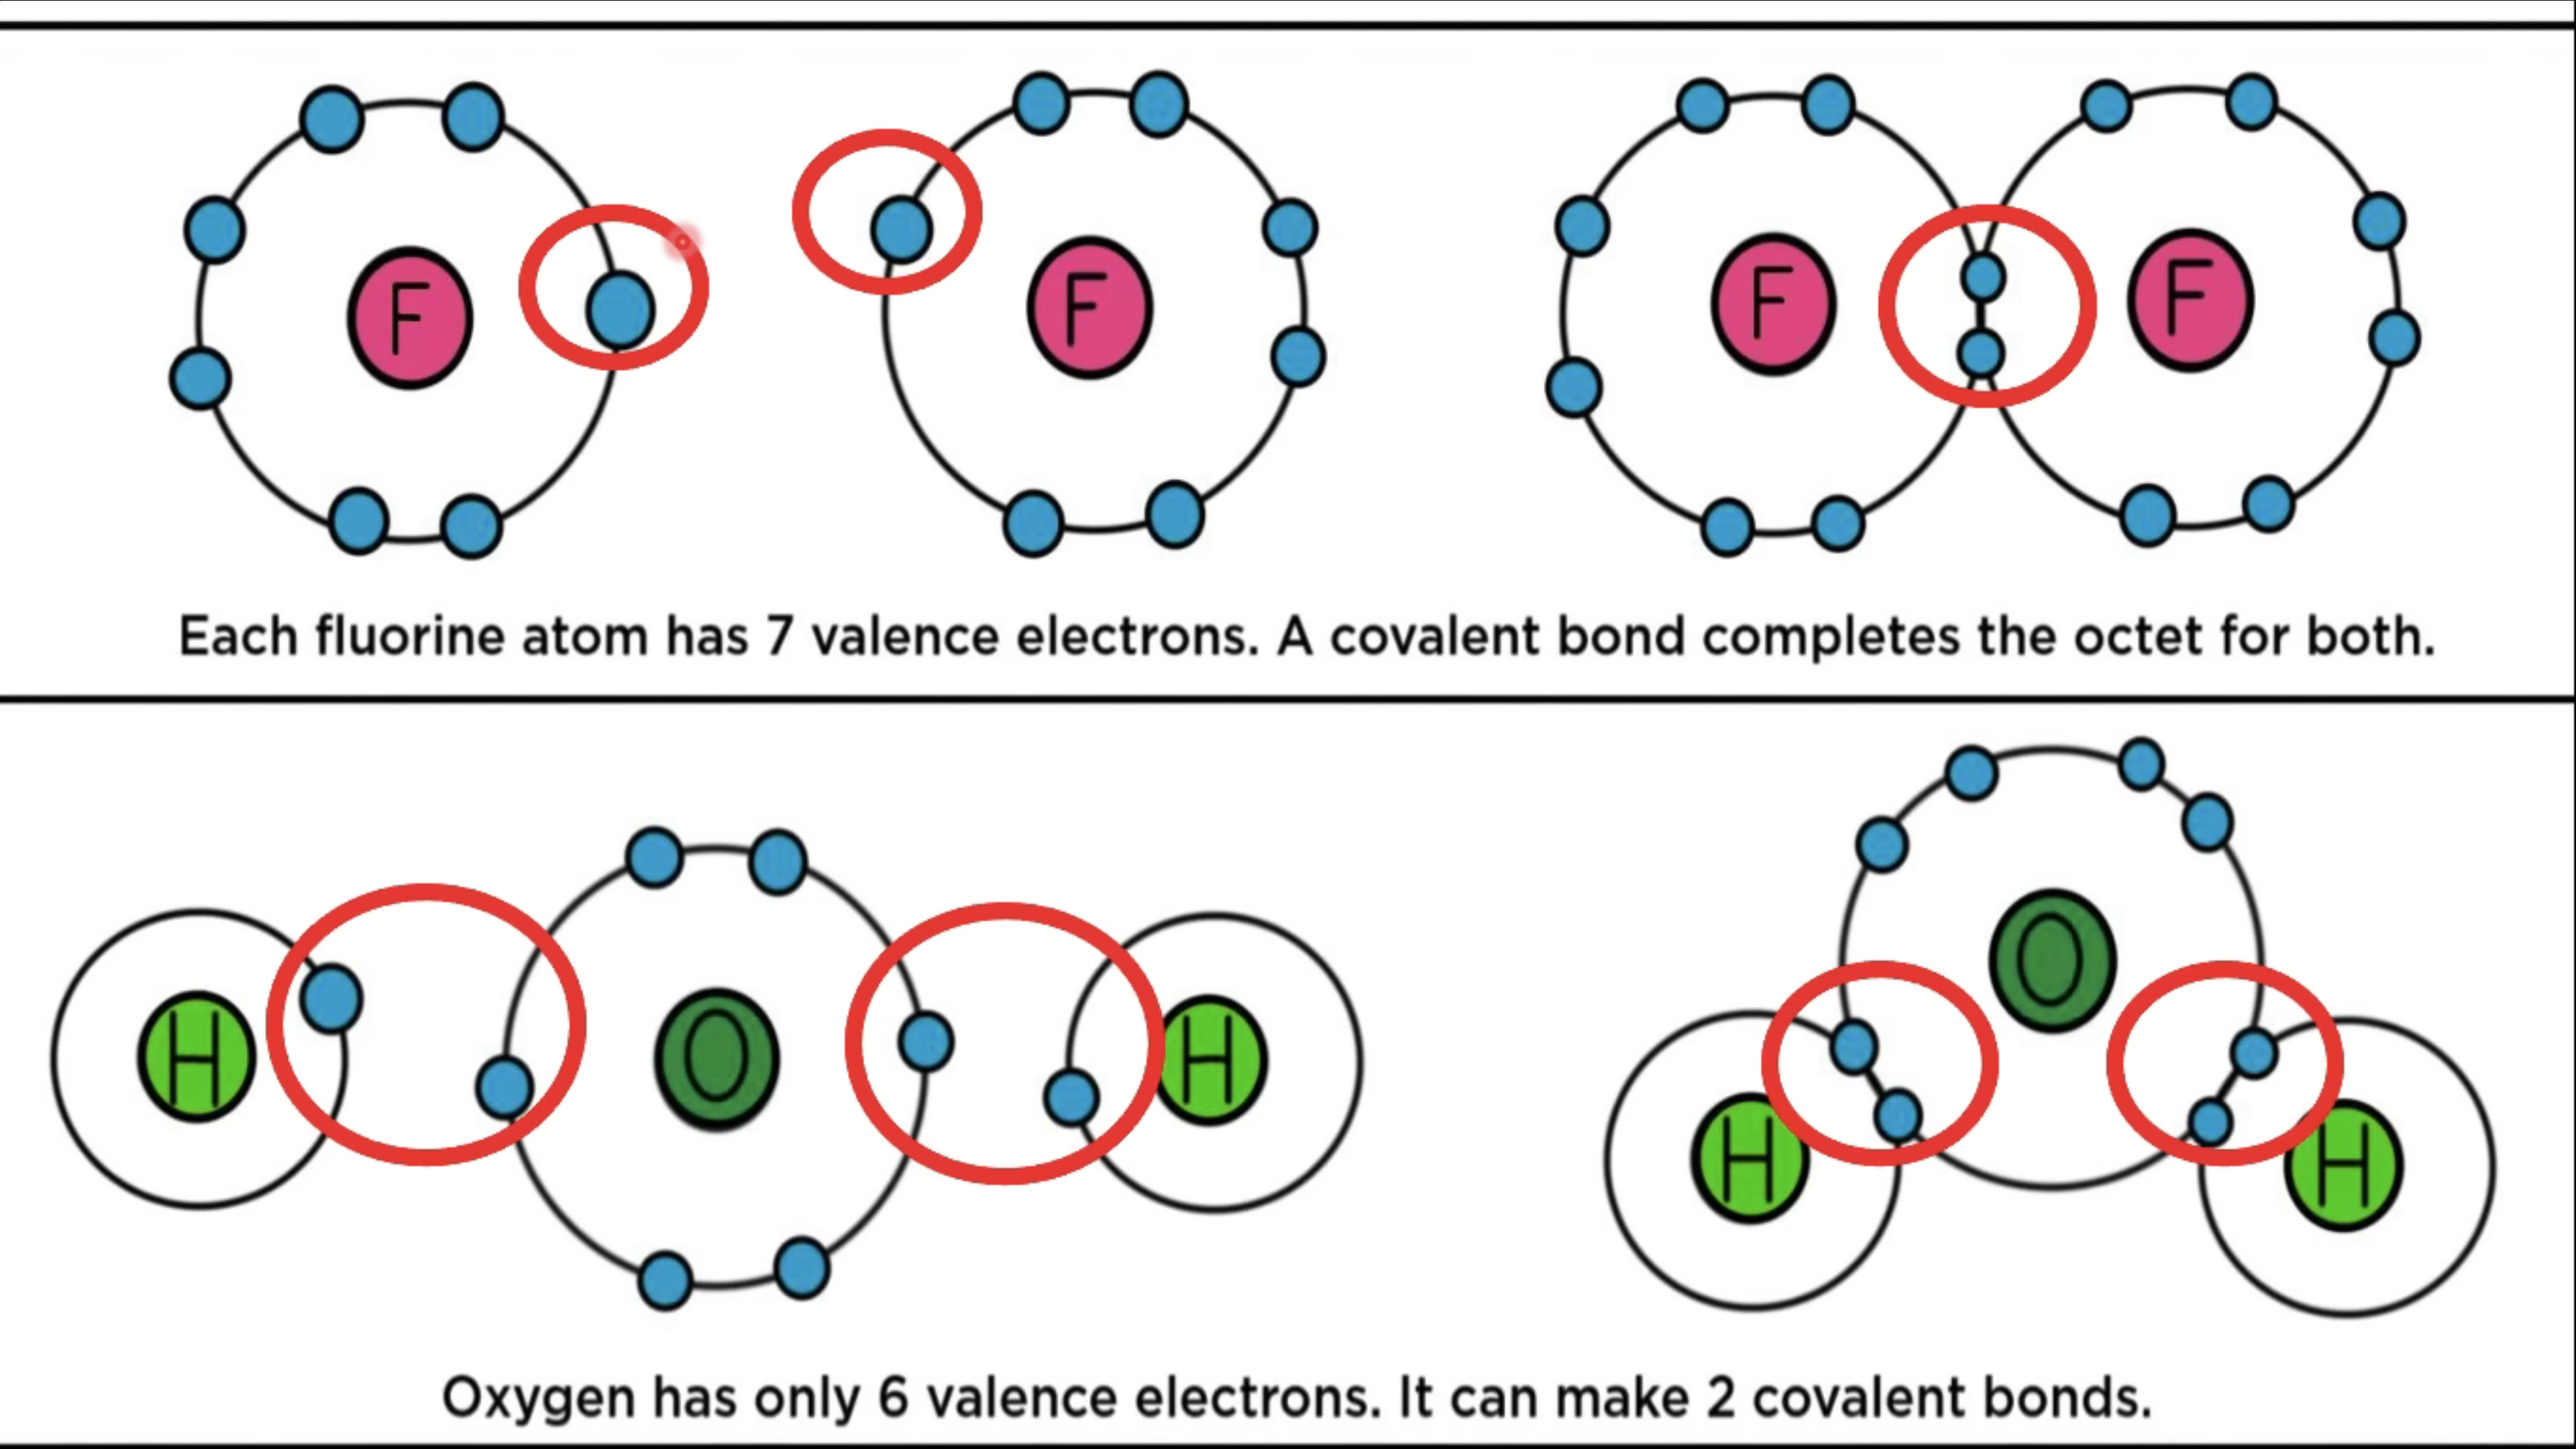 F F F F
Each fluorine atom has 7 valence electrons. A covalent bond completes the octet for both.
H O H O
H H
Oxygen has only 6 valence electrons. It can make 2 covalent bonds.